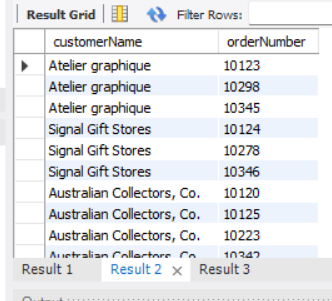 Result Grid Filter Rows:
customerName orderNumber
Atelier graphique 10123
Atelier graphique 10298
Atelier graphique 10345
Signal Gift Stores 10124
Signal Gift Stores 10278
Signal Gift Stores 10346
Australian Collectors, Co. 10120
Australian Collectors, Co. 10125
Australian Collectors, Co. 10223
Australian Collectors, Co. 10342
Result 1 Result 2 × Result 3
Output